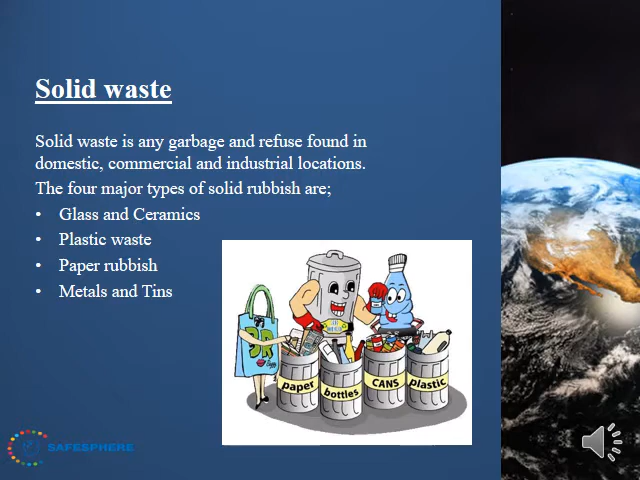 Solid waste
Solid waste is any garbage and refuse found in
domestic, commercial and industrial locations.
The four major types of solid rubbish are;
• Glass and Ceramics
• Plastic waste
• Paper rubbish
• Metals and Tins
paper
bottles
CANS
plastic
SAFESPHERE